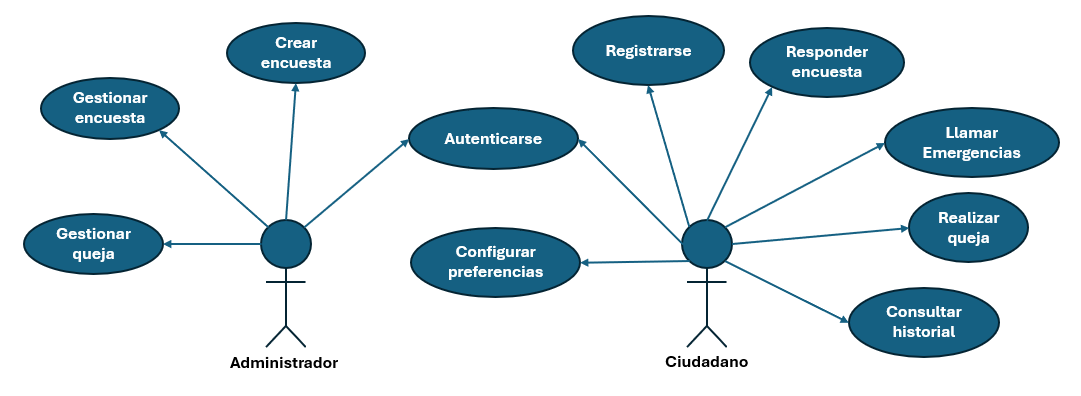 Crear
encuesta
Registrarse
Responder
encuesta
Gestionar
encuesta
Autenticarse
Llamar
Emergencias
Gestionar
queja
Configurar
preferencias
Realizar
queja
Consultar
historial
Administrador
Ciudadano